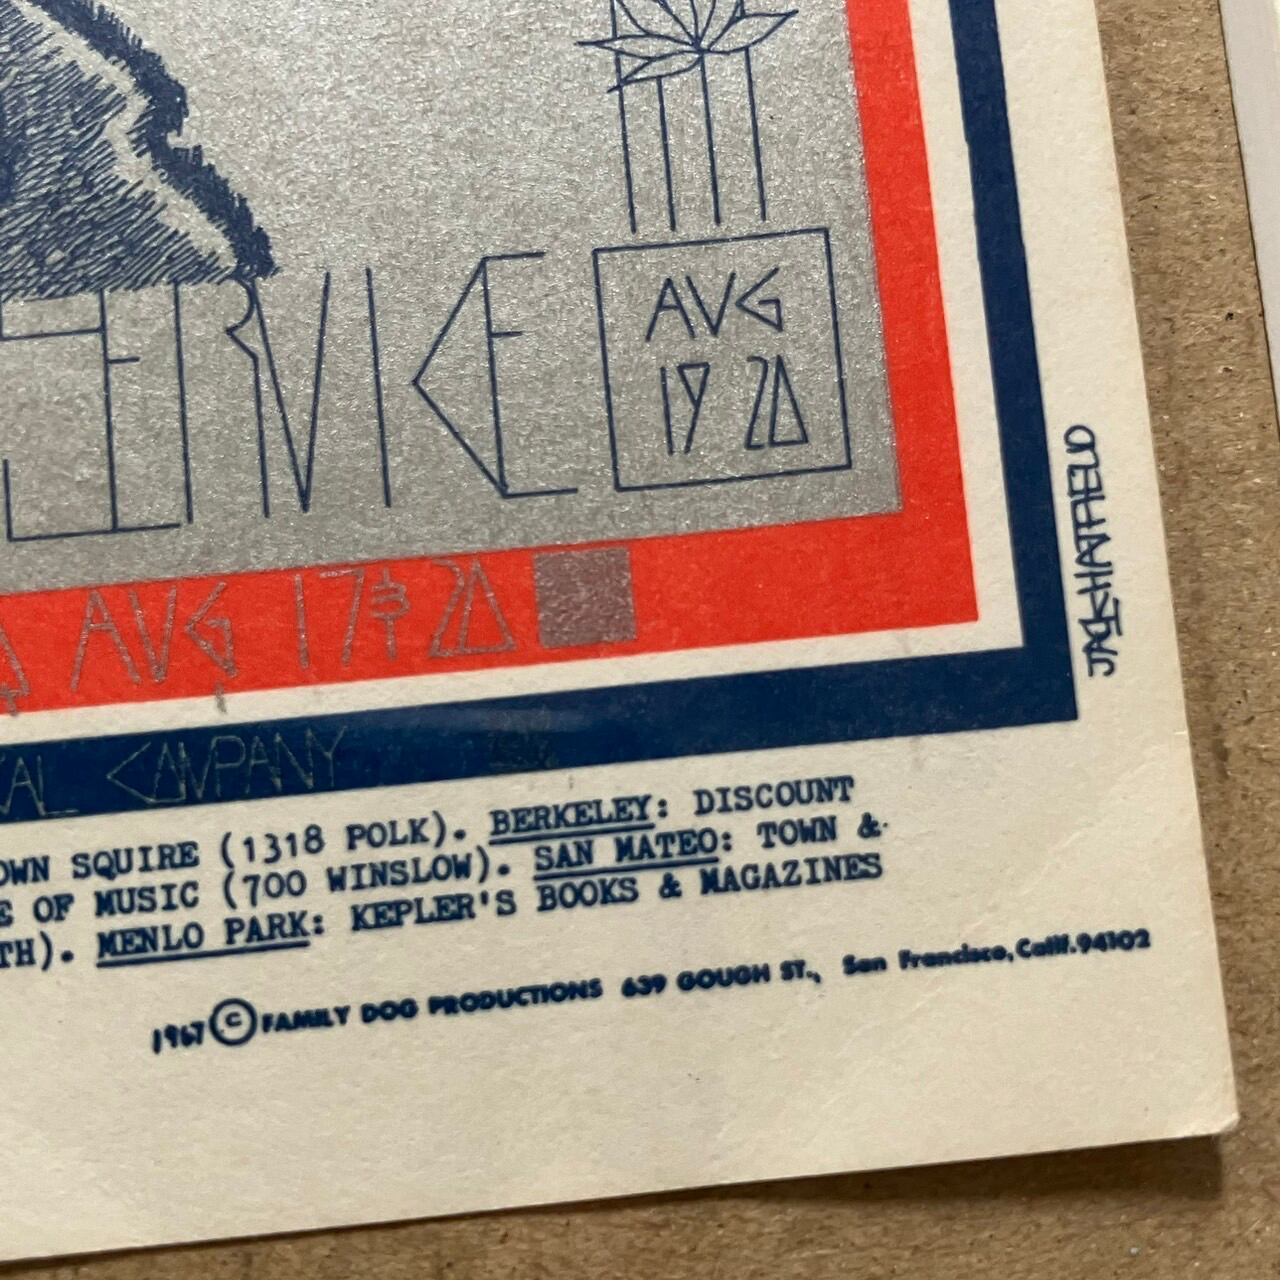 SERVICE
AUG
19 20
AUG 17 & 20
CAL COMPANY
OWN SQUIRE (1318 POLK). BERKELEY: DISCOUNT
E OF MUSIC (700 WINSLOW). SAN MATEO: TOWN &
TH). MENLO PARK: KEPLER'S BOOKS & MAGAZINES
1967 © FAMILY DOG PRODUCTIONS 639 GOUGH ST., San Francisco, Calif. 94102
JACK HATFIELD